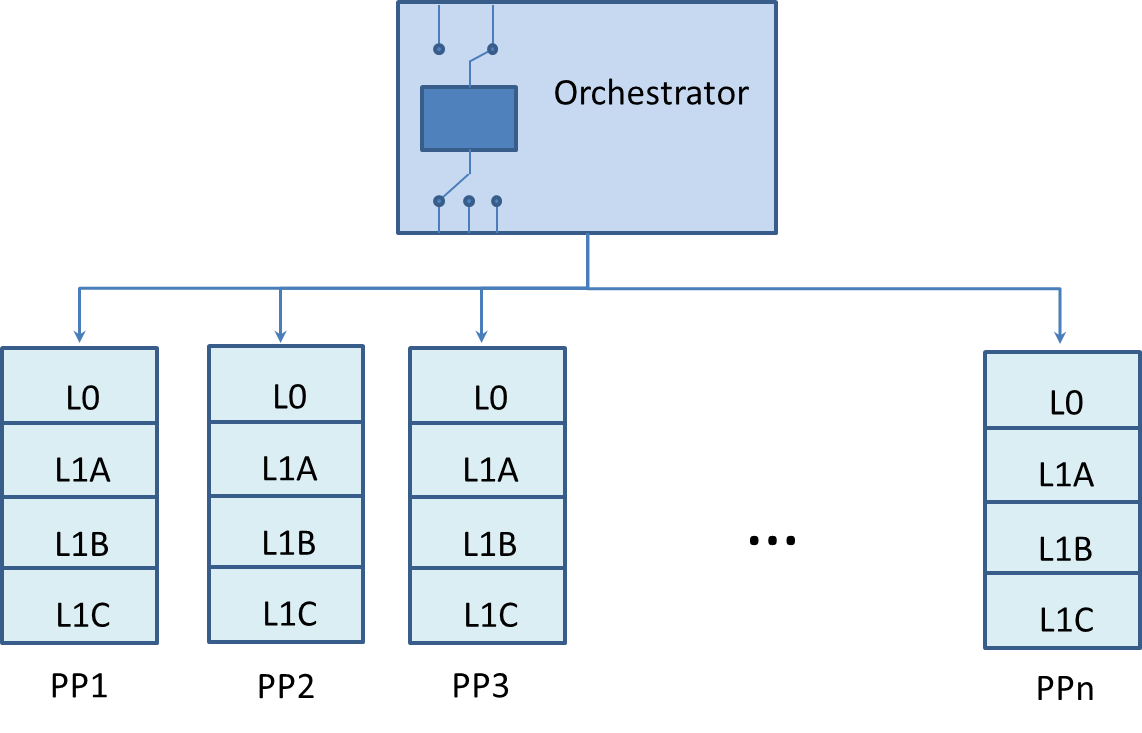 Orchestrator
L0
L1A
L1B
L1C
PP1
L0
L1A
L1B
L1C
PP2
L0
L1A
L1B
L1C
PP3
...
L0
L1A
L1B
L1C
PPn